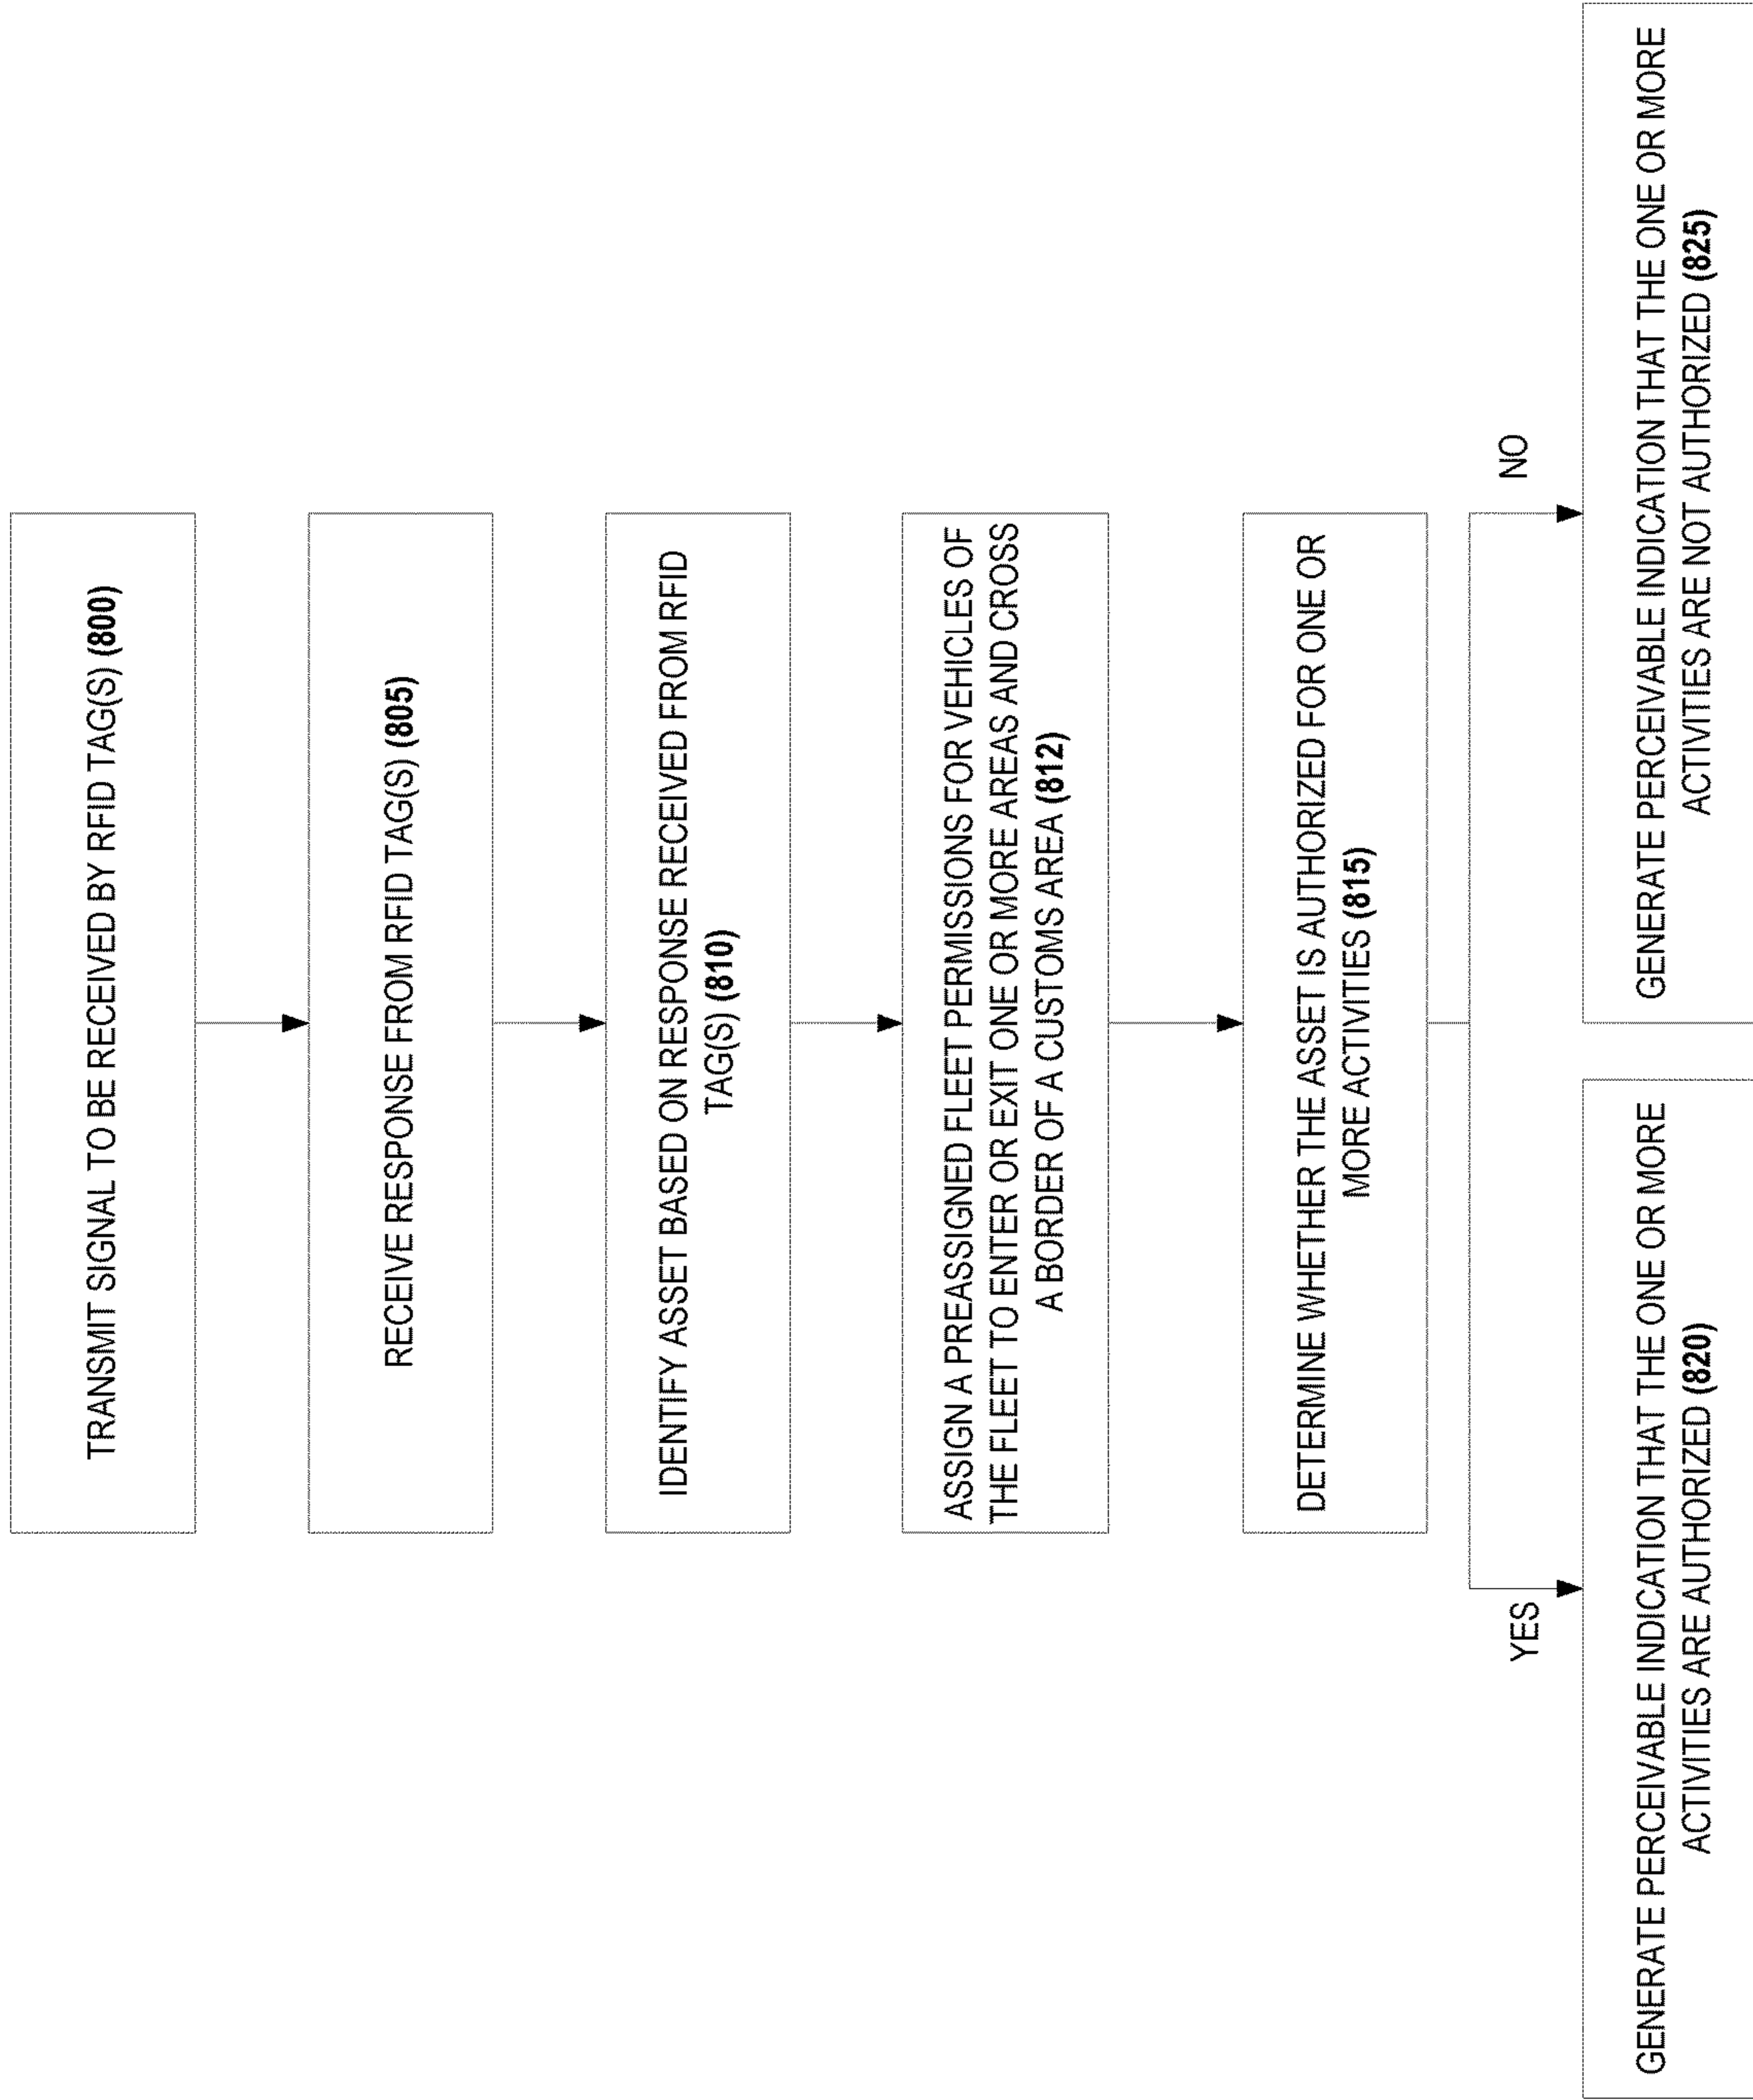 TRANSMIT SIGNAL TO BE RECEIVED BY RFID TAG(S) (800)
RECEIVE RESPONSE FROM RFID TAG(S) (805)
IDENTIFY ASSET BASED ON RESPONSE RECEIVED FROM RFID
TAG(S) (810)
ASSIGN A PREASSIGNED FLEET PERMISSIONS FOR VEHICLES OF
THE FLEET TO ENTER OR EXIT ONE OR MORE AREAS AND CROSS
A BORDER OF A CUSTOMS AREA (812)
DETERMINE WHETHER THE ASSET IS AUTHORIZED FOR ONE OR
MORE ACTIVITIES (815)
YES
NO
GENERATE PERCEIVABLE INDICATION THAT THE ONE OR MORE
ACTIVITIES ARE AUTHORIZED (820)
GENERATE PERCEIVABLE INDICATION THAT THE ONE OR MORE
ACTIVITIES ARE NOT AUTHORIZED (825)